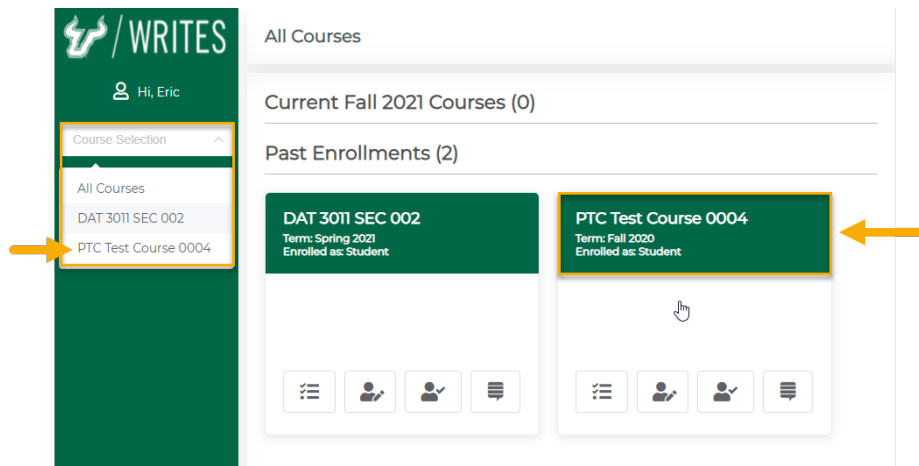 / WRITES
Hi, Eric
Course Selection
All Courses
DAT 3011 SEC 002
PTC Test Course 0004
All Courses
Current Fall 2021 Courses (0)
Past Enrollments (2)
DAT 3011 SEC 002
Term: Spring 2021
Enrolled as: Student
PTC Test Course 0004
Term: Fall 2020
Enrolled as: Student